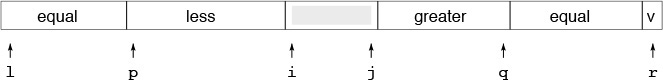 equal less greater equal v
l p i j q r